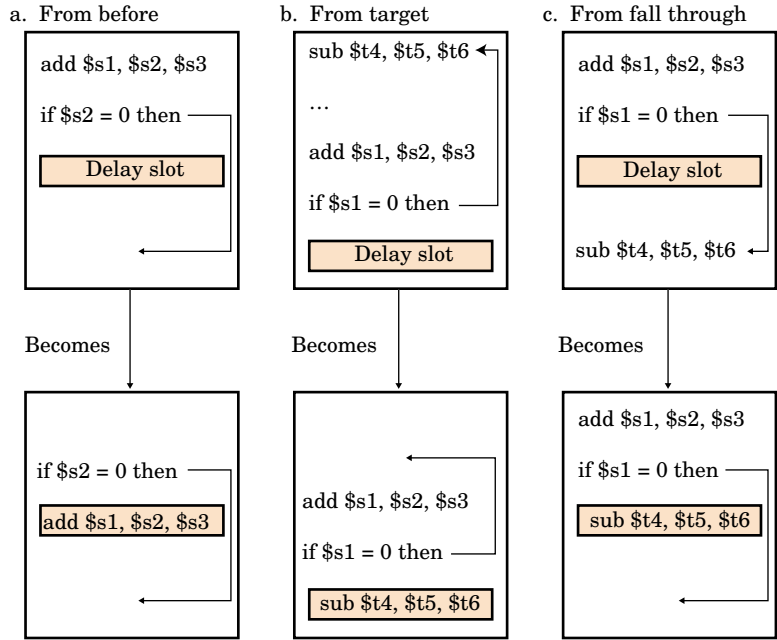 a. From before
add $s1, $s2, $s3
if $s2 = 0 then
Delay slot
Becomes
if $s2 = 0 then
add $s1, $s2, $s3
b. From target
sub $t4, $t5, $t6
...
add $s1, $s2, $s3
if $s1 = 0 then
Delay slot
Becomes
add $s1, $s2, $s3
if $s1 = 0 then
sub $t4, $t5, $t6
c. From fall through
add $s1, $s2, $s3
if $s1 = 0 then
Delay slot
sub $t4, $t5, $t6
Becomes
add $s1, $s2, $s3
if $s1 = 0 then
sub $t4, $t5, $t6